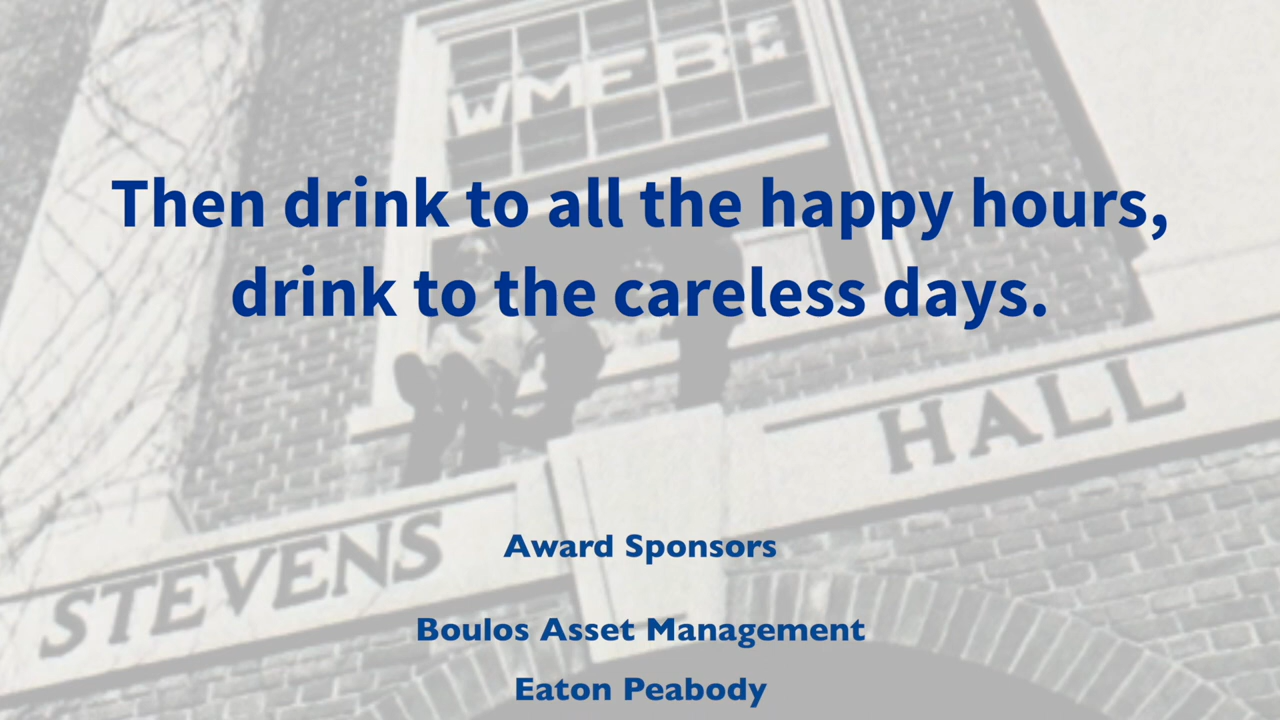 WMEB FM
Then drink to all the happy hours,
drink to the careless days.
STEVENS HALL
Award Sponsors
Boulos Asset Management
Eaton Peabody